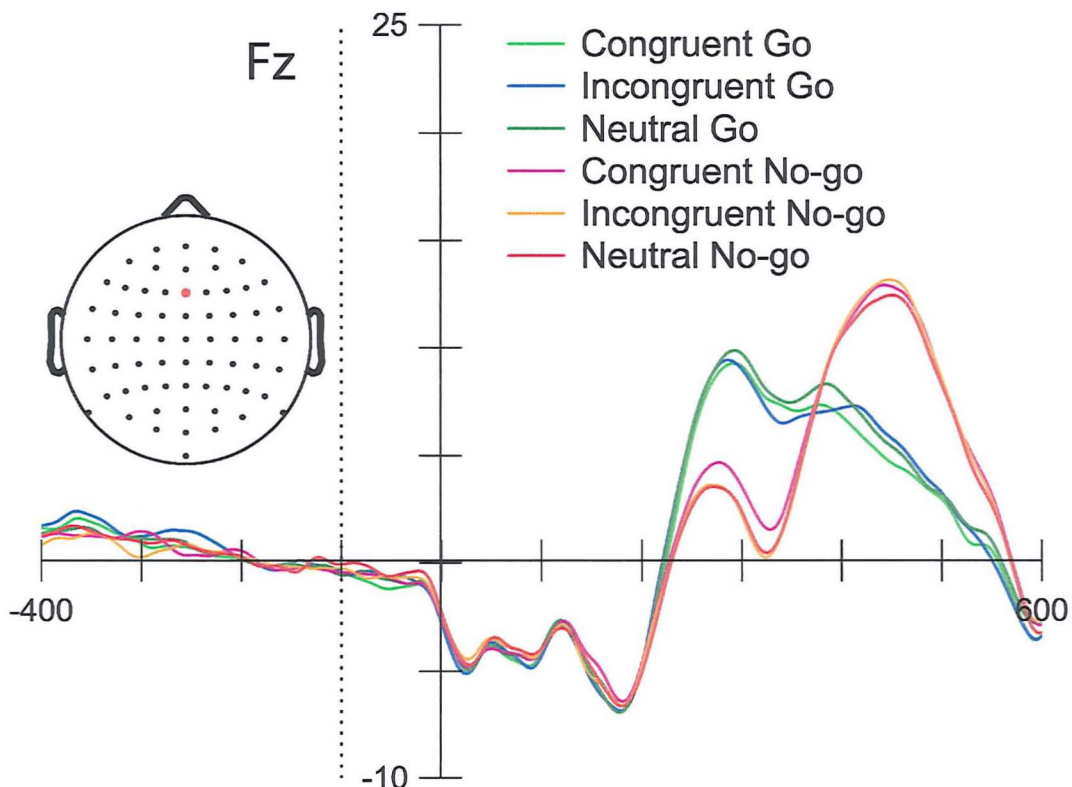 25
Fz
Congruent Go
Incongruent Go
Neutral Go
Congruent No-go
Incongruent No-go
Neutral No-go
-400
600
-10